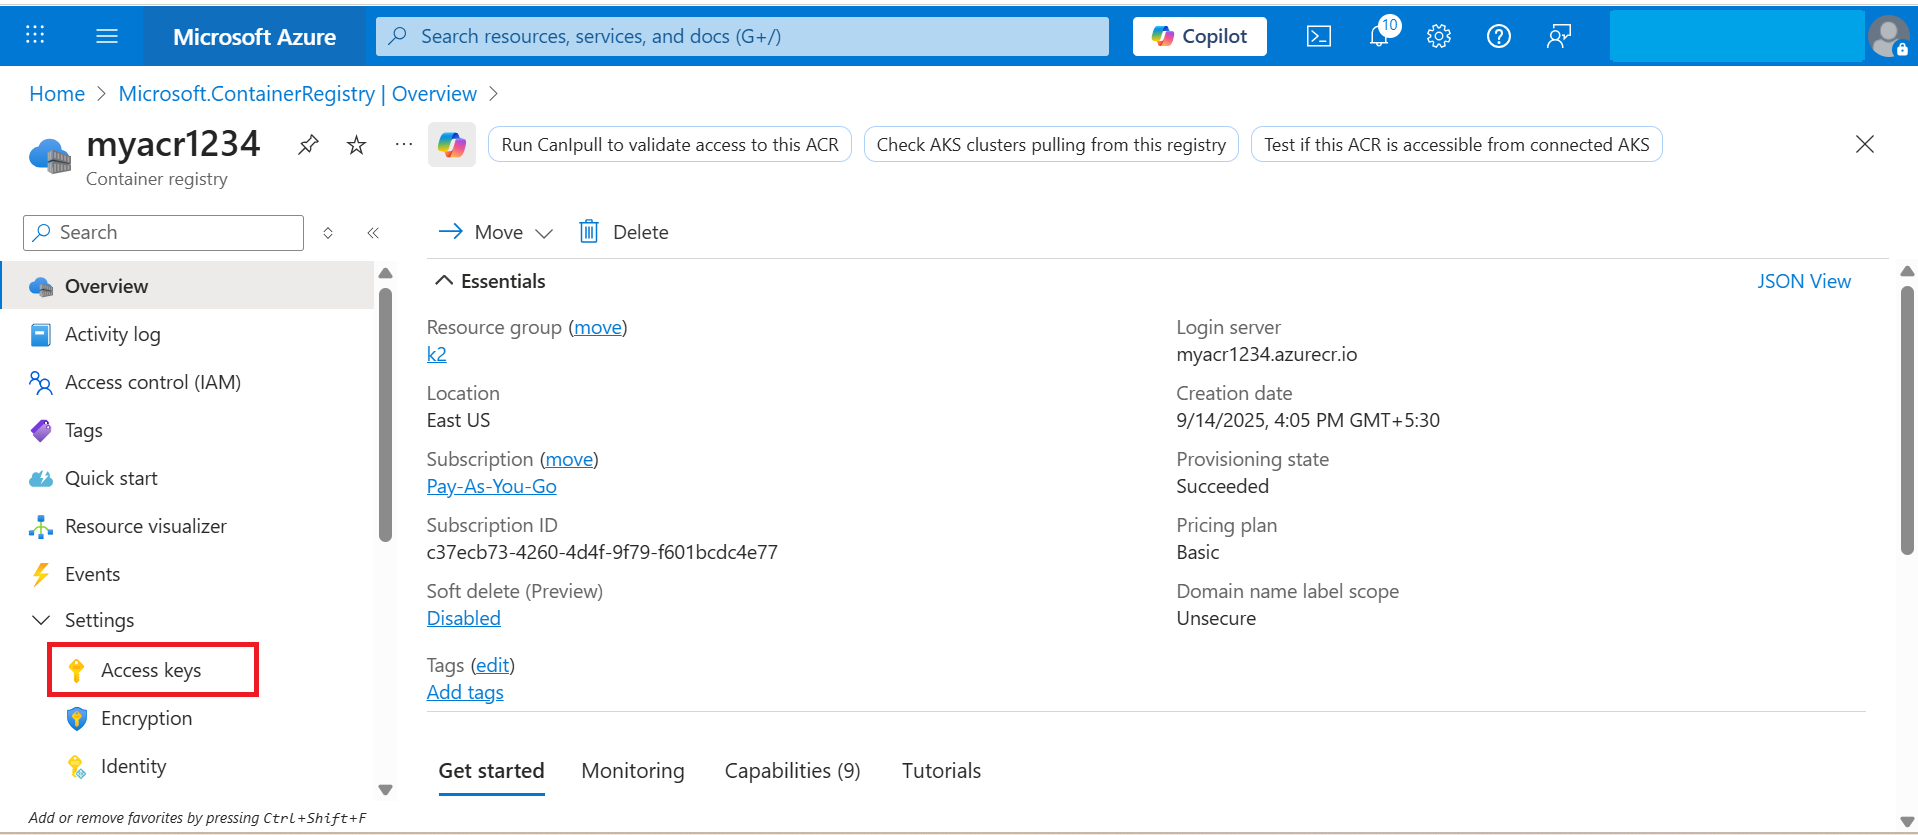 Microsoft Azure
Search resources, services, and docs (G+/)
Copilot
10
Home > Microsoft.ContainerRegistry | Overview >
myacr1234
Container registry
Run CanIpull to validate access to this ACR
Check AKS clusters pulling from this registry
Test if this ACR is accessible from connected AKS
Search
Overview
Activity log
Access control (IAM)
Tags
Quick start
Resource visualizer
Events
Settings
Access keys
Encryption
Identity
Add or remove favorites by pressing Ctrl+Shift+F
Move
Delete
Essentials
JSON View
Resource group (move)
k2
Location
East US
Subscription (move)
Pay-As-You-Go
Subscription ID
c37ecb73-4260-4d4f-9f79-f601bcdc4e77
Soft delete (Preview)
Disabled
Login server
myacr1234.azurecr.io
Creation date
9/14/2025, 4:05 PM GMT+5:30
Provisioning state
Succeeded
Pricing plan
Basic
Domain name label scope
Unsecure
Tags (edit)
Add tags
Get started
Monitoring
Capabilities (9)
Tutorials